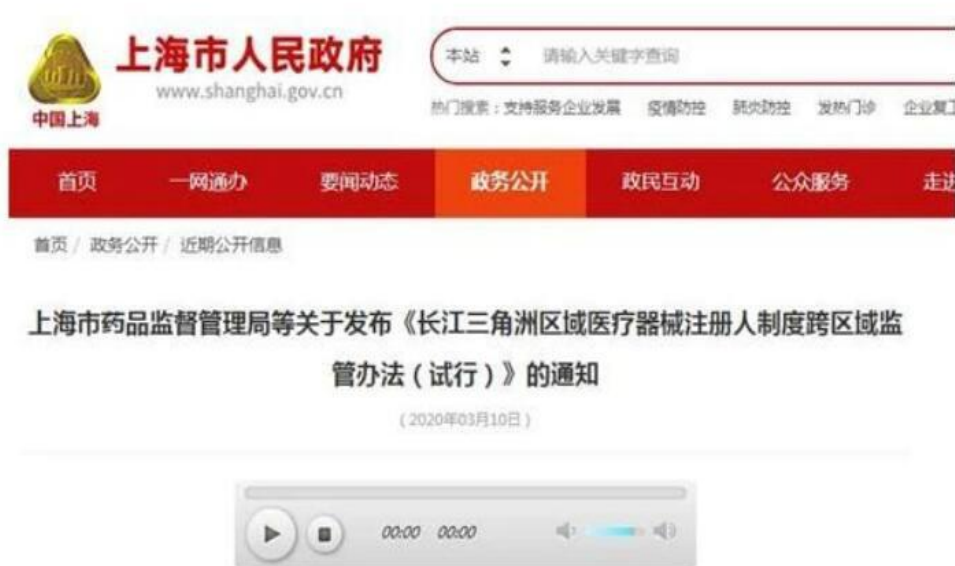 上海市人民政府
www.shanghai.gov.cn
中国上海
本站 请输入关键字查询
热门搜索：支持服务企业发展 疫情防控 肺炎防控 发热门诊 企业复工
首页 一网通办 要闻动态 政务公开 政民互动 公众服务 走进
首页 / 政务公开 / 近期公开信息
上海市药品监督管理局等关于发布《长江三角洲区域医疗器械注册人制度跨区域监
管办法（试行）》的通知
（2020年03月10日）
00:00 00:00